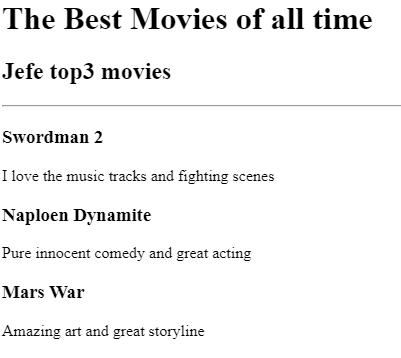 The Best Movies of all time
Jefe top3 movies
Swordman 2
I love the music tracks and fighting scenes
Naploen Dynamite
Pure innocent comedy and great acting
Mars War
Amazing art and great storyline